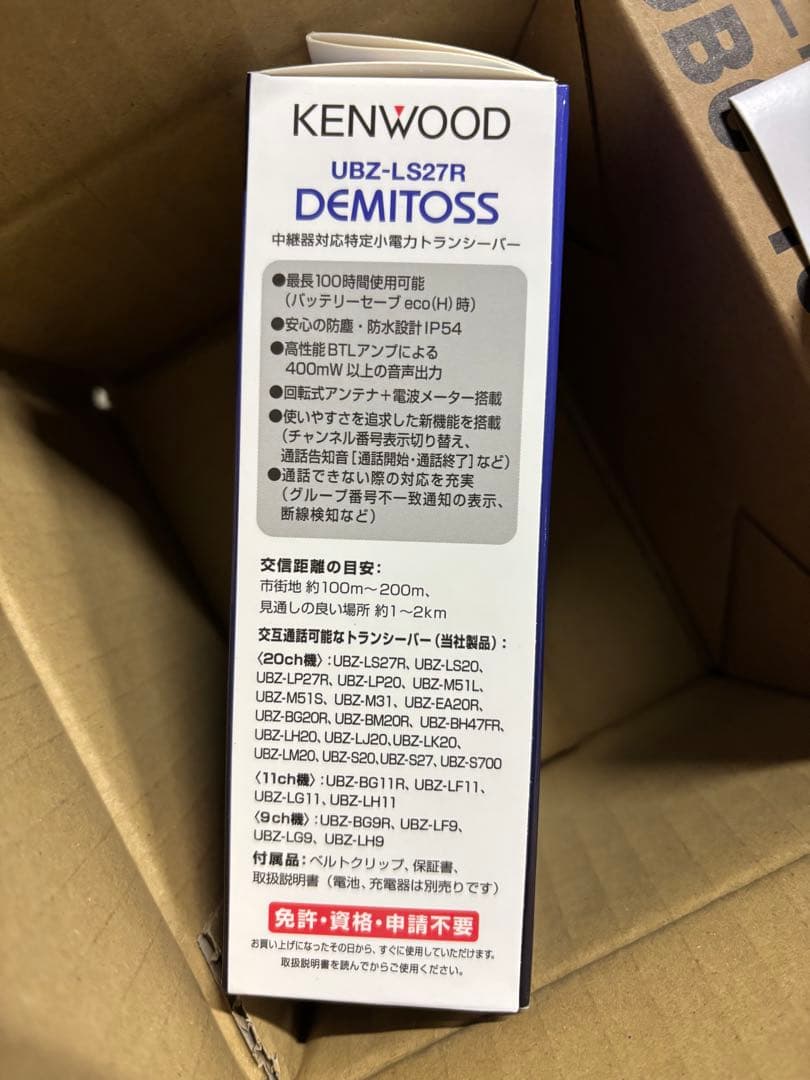 KENWOOD
UBZ-LS27R
DEMITOSS
中継器対応特定小電力トランシーバー
●最長100時間使用可能
（バッテリーセーブeco(H)時）
●安心の防塵・防水設計IP54
●高性能BTLアンプによる
400mW以上の音声出力
●回転式アンテナ＋電波メーター搭載
●使いやすさを追求した新機能を搭載
（チャンネル番号表示切り替え、
通話告知音［通話開始・通話終了］など）
●通話できない際の対応を充実
（グループ番号不一致通知の表示、
断線検知など）
交信距離の目安：
市街地 約100m～200m、
見通しの良い場所 約1～2km
交互通話可能なトランシーバー（当社製品）：
〈20ch機〉：UBZ-LS27R、UBZ-LS20、
UBZ-LP27R、UBZ-LP20、UBZ-M51L、
UBZ-M51S、UBZ-M31、UBZ-EA20R、
UBZ-BG20R、UBZ-BM20R、UBZ-BH47FR、
UBZ-LH20、UBZ-LJ20、UBZ-LK20、
UBZ-LM20、UBZ-S20、UBZ-S27、UBZ-S700
〈11ch機〉：UBZ-BG11R、UBZ-LF11、
UBZ-LG11、UBZ-LH11
〈9ch機〉：UBZ-BG9R、UBZ-LF9、
UBZ-LG9、UBZ-LH9
付属品：ベルトクリップ、保証書、
取扱説明書（電池、充電器は別売りです）
免許・資格・申請不要
お買い上げになったその日から、すぐに使用していただけます。
取扱説明書を読んでからご使用ください。